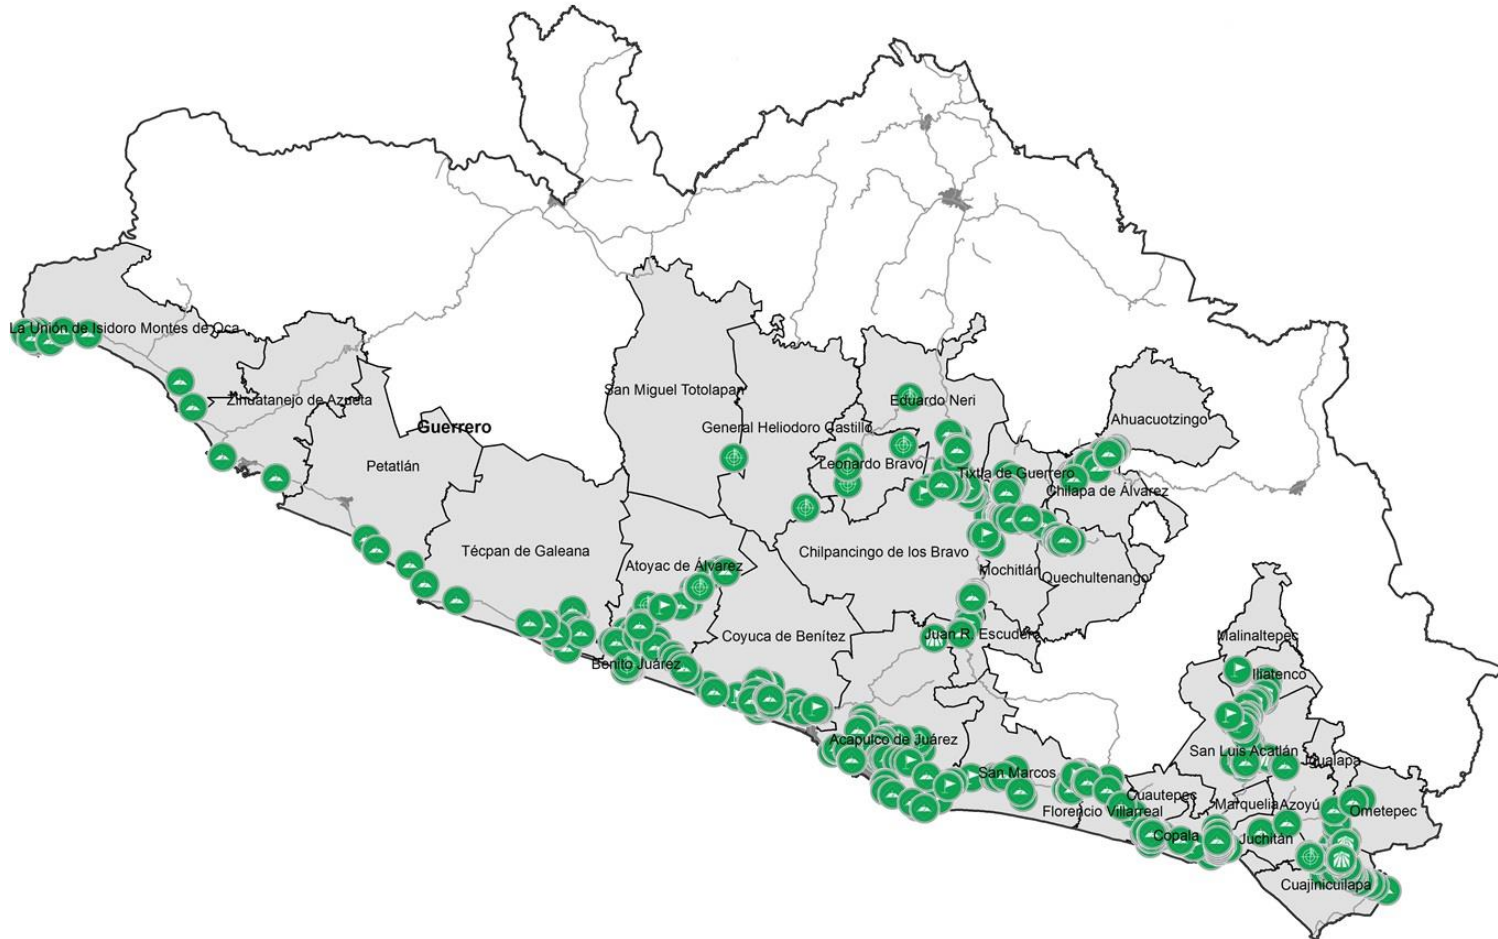 La Unión de Isidoro Montes de Oca
San Miguel Totolapan
Zihuatanejo de Azueta
Eduardo Neri
Ahuacuotzingo
Guerrero
General Heliodoro Castillo
Petatlán
Leonardo Bravo
Tixtla de Guerrero
Chilapa de Álvarez
Técpan de Galeana
Chilpancingo de los Bravo
Atoyac de Álvarez
Mochitlán
Quechultenango
Coyuca de Benítez
Juan R. Escudero
Malinaltepec
Benito Juárez
Iliatenco
Acapulco de Juárez
San Luis Acatlán
Igualapa
San Marcos
Cuautepec
Marquelia
Azoyú
Florencio Villarreal
Ometepec
Copala
Juchitán
Cuajinicuilapa